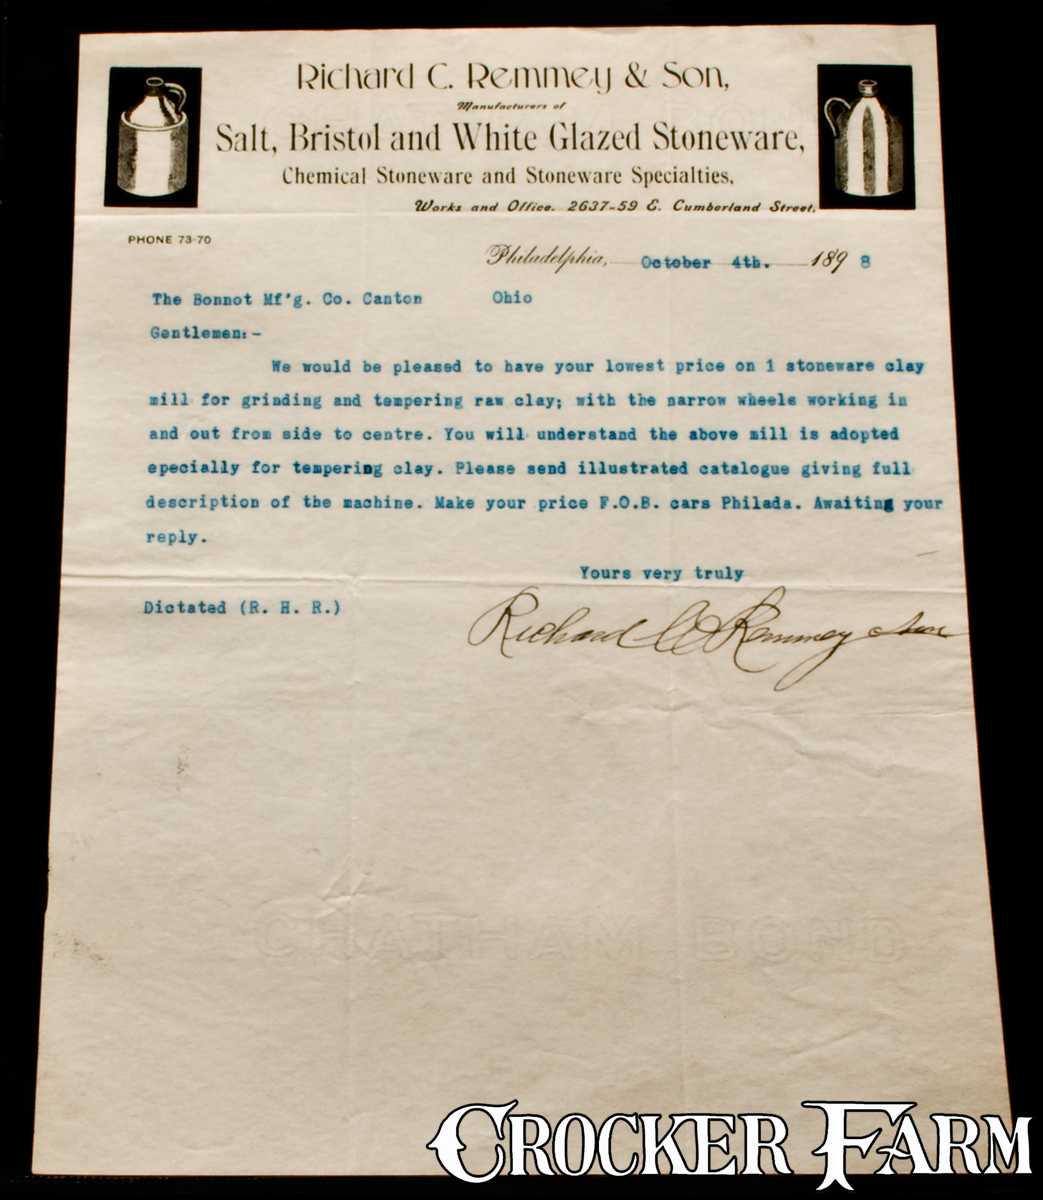 Richard C. Remmey & Son,
Manufacturers of
Salt, Bristol and White Glazed Stoneware,
Chemical Stoneware and Stoneware Specialties,
Works and Office. 2637-59 E. Cumberland Street.
PHONE 73-70
Philadelphia, October 4th. 1898
The Bonnot Mf'g. Co. Canton Ohio
Gentlemen:-
We would be pleased to have your lowest price on 1 stoneware clay
mill for grinding and tempering raw clay; with the narrow wheels working in
and out from side to centre. You will understand the above mill is adopted
epecially for tempering clay. Please send illustrated catalogue giving full
description of the machine. Make your price F.O.B. cars Philada. Awaiting your
reply.
Yours very truly
Dictated (R. H. R.)
Richard C Remmey & Son
CHATHAM BOND
CROCKER FARM